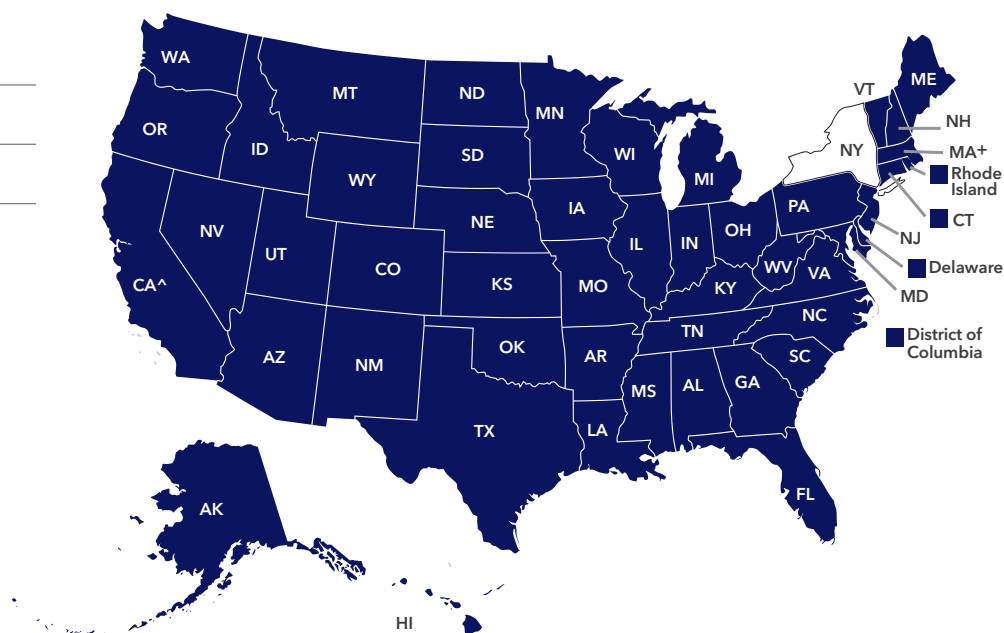 WA
MT
ND
MN
ME
VT
OR
ID
SD
WI
MI
NY
NH
MA+
Rhode
Island
WY
NE
IA
PA
CT
NV
UT
CO
KS
MO
IL
IN
OH
WV
VA
KY
NJ
Delaware
MD
CA^
AZ
NM
OK
AR
TN
NC
SC
District of
Columbia
TX
LA
MS
AL
GA
FL
AK
HI